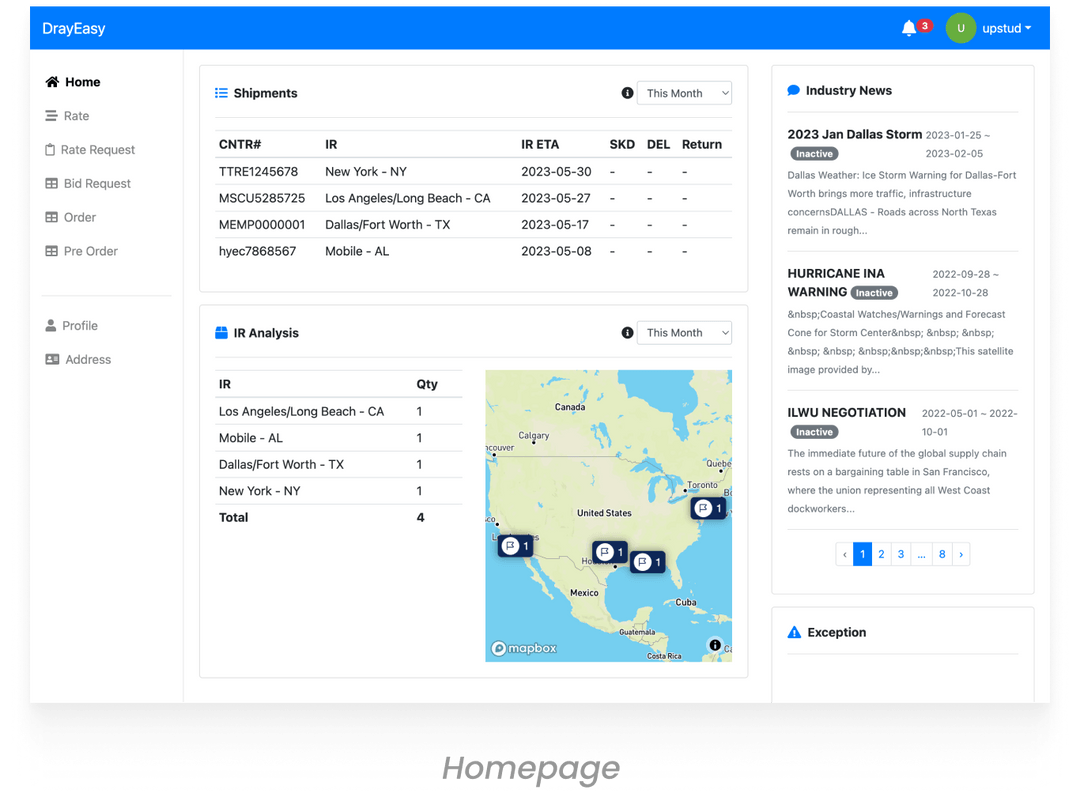 DrayEasy
3
U
upstud
Home
Rate
Rate Request
Bid Request
Order
Pre Order
Profile
Address
Shipments
This Month
CNTR# IR IR ETA SKD DEL Return
TTRE1245678 New York - NY 2023-05-30 - - -
MSCU5285725 Los Angeles/Long Beach - CA 2023-05-27 - - -
MEMP0000001 Dallas/Fort Worth - TX 2023-05-17 - - -
hyec7868567 Mobile - AL 2023-05-08 - - -
IR Analysis
This Month
IR Qty
Los Angeles/Long Beach - CA 1
Mobile - AL 1
Dallas/Fort Worth - TX 1
New York - NY 1
Total 4
Canada
Calgary
ncouver
Quebe
Toronto
1
United States
1
1
1
Mexico
Cuba
Guatemala
Costa Rica
mapbox
Industry News
2023 Jan Dallas Storm 2023-01-25 ~
Inactive 2023-02-05
Dallas Weather: Ice Storm Warning for Dallas-Fort
Worth brings more traffic, infrastructure
concernsDALLAS - Roads across North Texas
remain in rough...
HURRICANE INA 2022-09-28 ~
WARNING Inactive 2022-10-28
&nbsp;Coastal Watches/Warnings and Forecast
Cone for Storm Center&nbsp; &nbsp; &nbsp;
&nbsp; &nbsp; &nbsp;&nbsp;&nbsp;This satellite
image provided by...
ILWU NEGOTIATION 2022-05-01 ~ 2022-
Inactive 10-01
The immediate future of the global supply chain
rests on a bargaining table in San Francisco,
where the union representing all West Coast
dockworkers...
‹ 1 2 3 ... 8 ›
Exception
Homepage